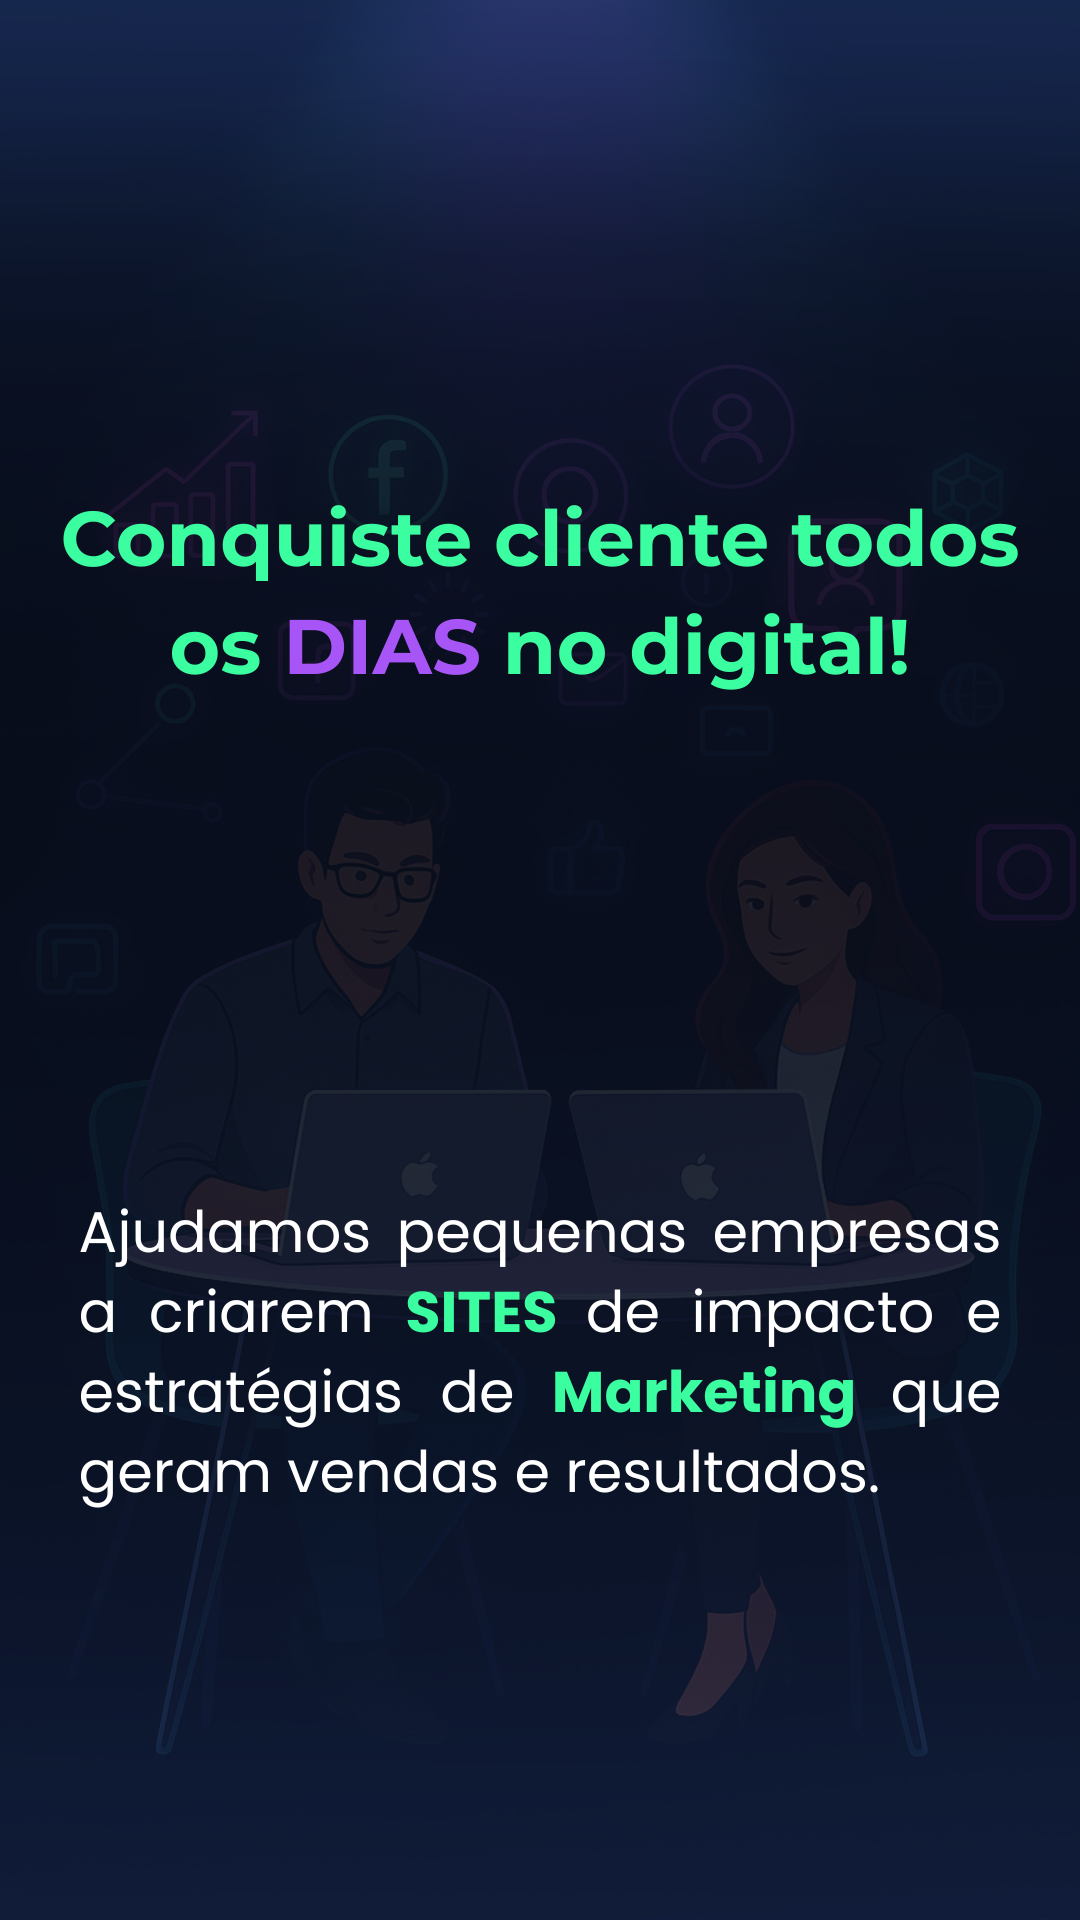 Conquiste cliente todos
os DIAS no digital!
Ajudamos pequenas empresas
a criarem SITES de impacto e
estratégias de Marketing que
geram vendas e resultados.